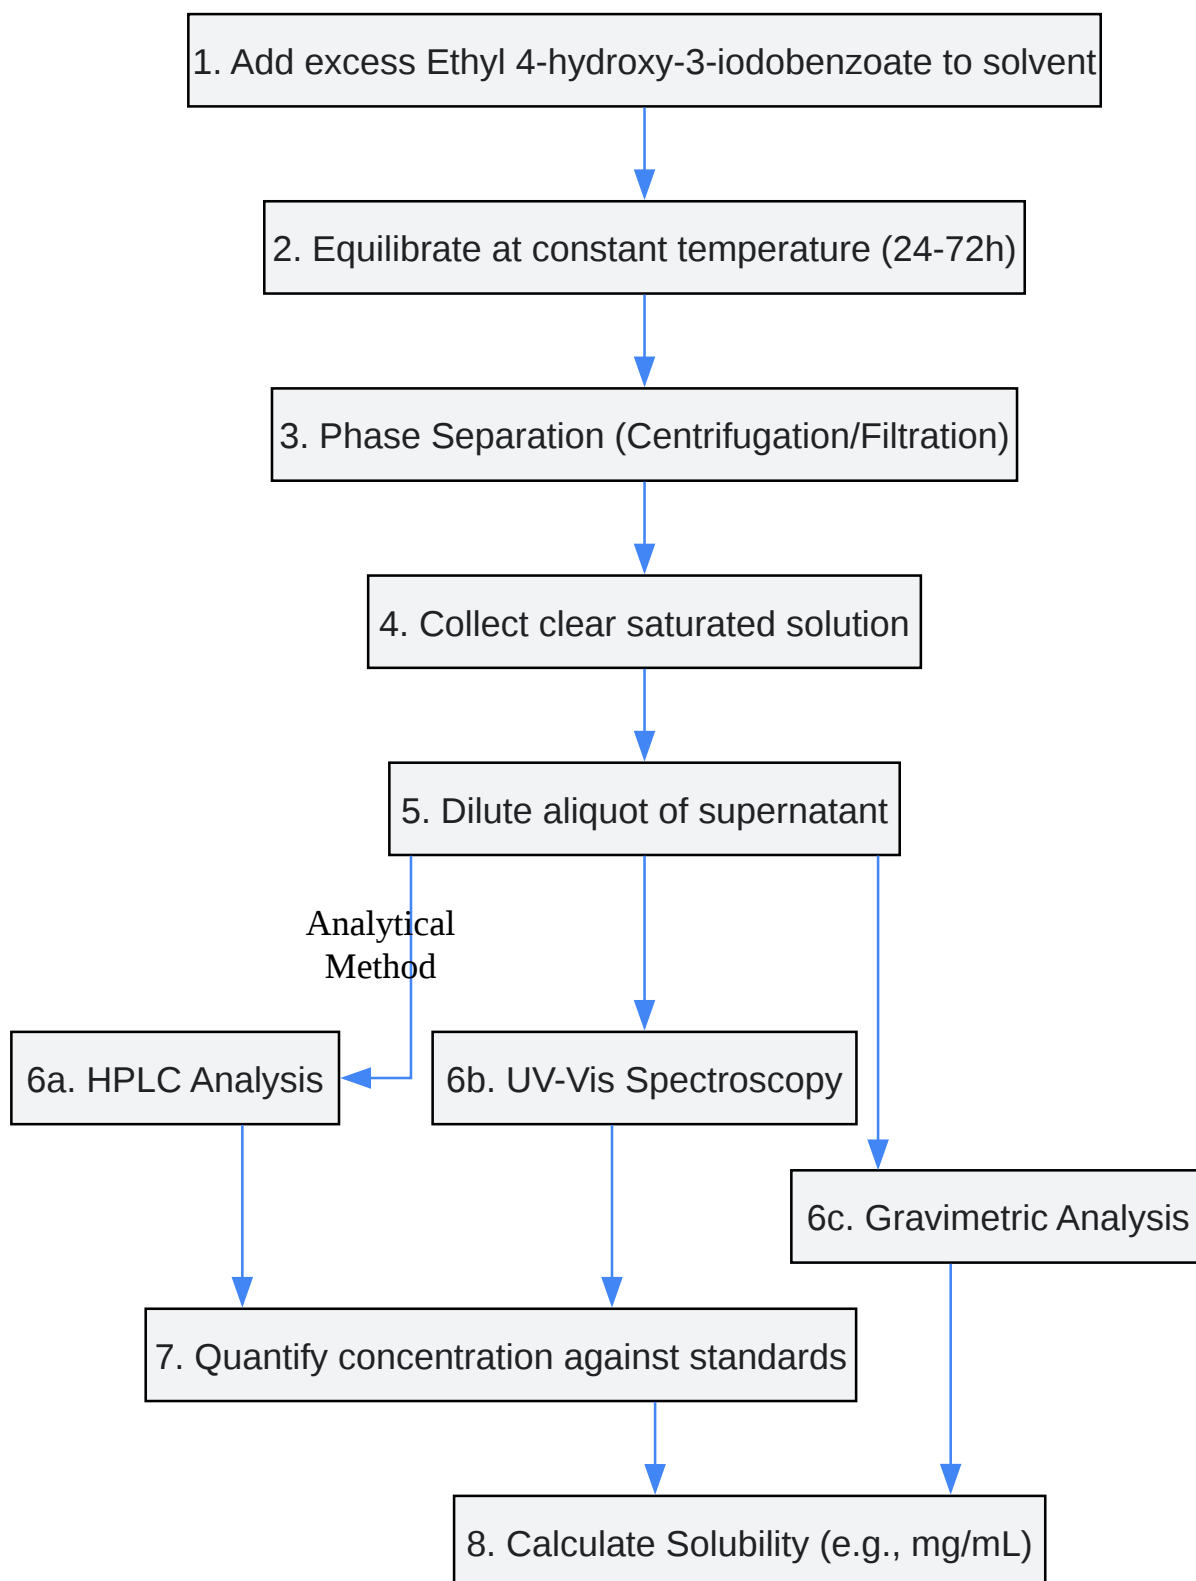 1. Add excess Ethyl 4-hydroxy-3-iodobenzoate to solvent
2. Equilibrate at constant temperature (24-72h)
3. Phase Separation (Centrifugation/Filtration)
4. Collect clear saturated solution
5. Dilute aliquot of supernatant
Analytical
Method
6a. HPLC Analysis
6b. UV-Vis Spectroscopy
6c. Gravimetric Analysis
7. Quantify concentration against standards
8. Calculate Solubility (e.g., mg/mL)